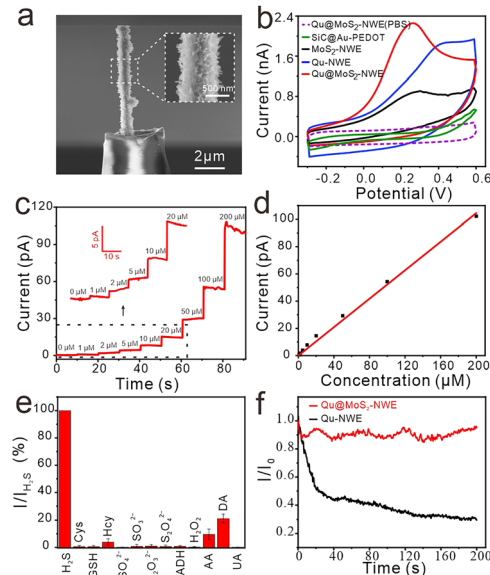 a
500 nm
2μm
b
Qu@MoS2-NWE(PBS)
SiC@Au-PEDOT
MoS2-NWE
Qu-NWE
Qu@MoS2-NWE
Current (nA)
2.4
1.6
0.8
0.0
-0.2 0.0 0.2 0.4 0.6
Potential (V)
c
Current (pA)
120
90
60
30
0
5 pA
10 s
0 μM 1 μM 2 μM 5 μM 10 μM 20 μM
0 μM 1 μM 2 μM 5 μM 10 μM 20 μM 50 μM 100 μM 200 μM
0 20 40 60 80
Time (s)
d
Current (pA)
100
80
60
40
20
0
0 40 80 120 160 200
Concentration (μM)
e
I/I H2S (%)
100
80
60
40
20
0
H2S
Cys
GSH
Hcy
SO4 2−
SO3 2−
S2O4 2−
H2O2
AA
DA
UA
f
Qu@MoS2-NWE
Qu-NWE
I/I0
1.0
0.8
0.6
0.4
0.2
0 40 80 120 160 200
Time (s)